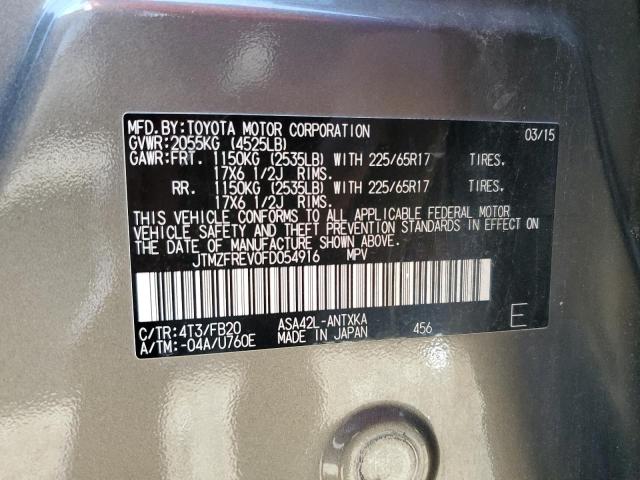 MFD.BY:TOYOTA MOTOR CORPORATION 03/15
GVWR:2055KG (4525LB)
GAWR:FRT. 1150KG (2535LB) WITH 225/65R17 TIRES.
17X6 1/2J RIMS.
RR. 1150KG (2535LB) WITH 225/65R17 TIRES.
17X6 1/2J RIMS.
THIS VEHICLE CONFORMS TO ALL APPLICABLE FEDERAL MOTOR
VEHICLE SAFETY AND THEFT PREVENTION STANDARDS IN EFFECT ON
THE DATE OF MANUFACTURE SHOWN ABOVE.
JTMZFREV0FD054916 MPV
C/TR:4T3/FB20 ASA42L-ANTXKA 456 E
A/TM:-04A/U760E MADE IN JAPAN